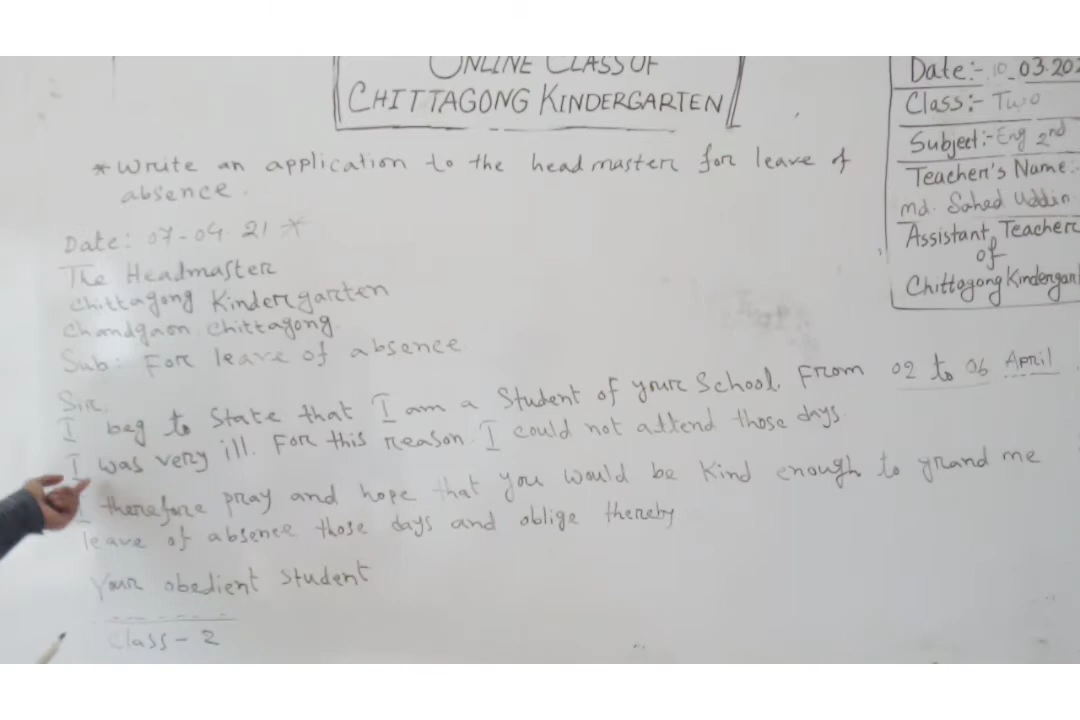 ONLINE CLASS OF
CHITTAGONG KINDERGARTEN
Date:- 10-03.202
Class:- Two
Subject:- Eng 2nd
Teacher's Name:-
md. Sahed Uddin
Assistant Teacher
of
Chittagong Kindergar
*Write an application to the headmaster for leave of
absence.
Date: 07-04-21
The Headmaster
Chittagong Kindergarten
Chandgaon Chittagong.
Sub: For leave of absence
Sir,
I beg to State that I am a Student of your School. From 02 to 06 April
I was very ill. For this reason I could not attend those days.
I therefore pray and hope that you would be kind enough to grand me
leave of absence those days and oblige thereby
Your obedient student
Class - 2